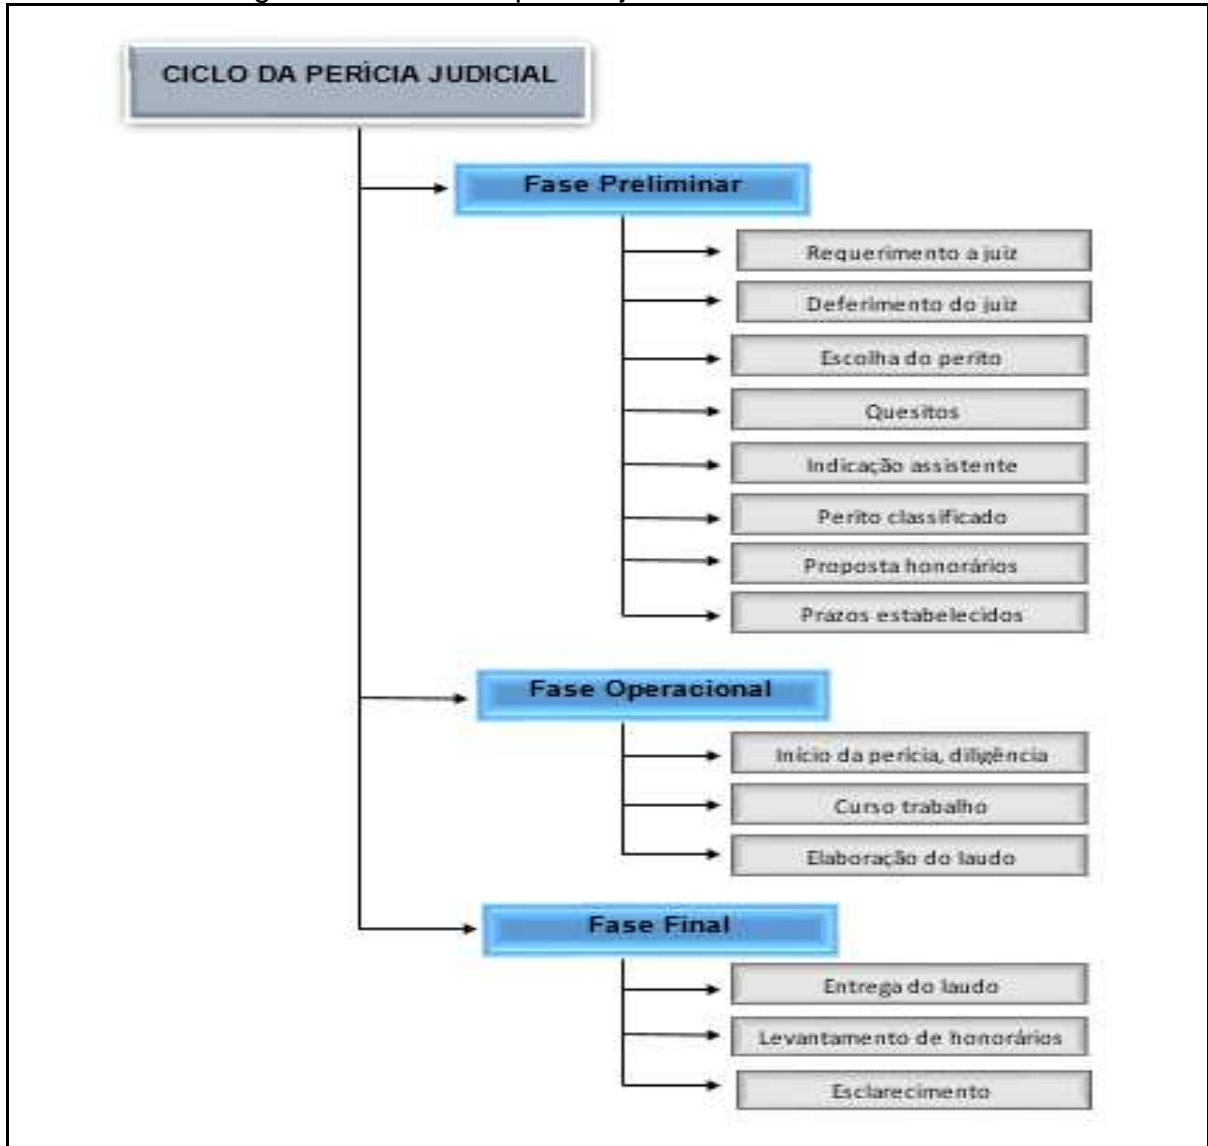 CICLO DA PERÍCIA JUDICIAL
Fase Preliminar
Requerimento a juiz
Deferimento do juiz
Escolha do perito
Quesitos
Indicação assistente
Perito classificado
Proposta honorários
Prazos estabelecidos
Fase Operacional
Início da perícia, diligência
Curso trabalho
Elaboração do laudo
Fase Final
Entrega do laudo
Levantamento de honorários
Esclarecimento